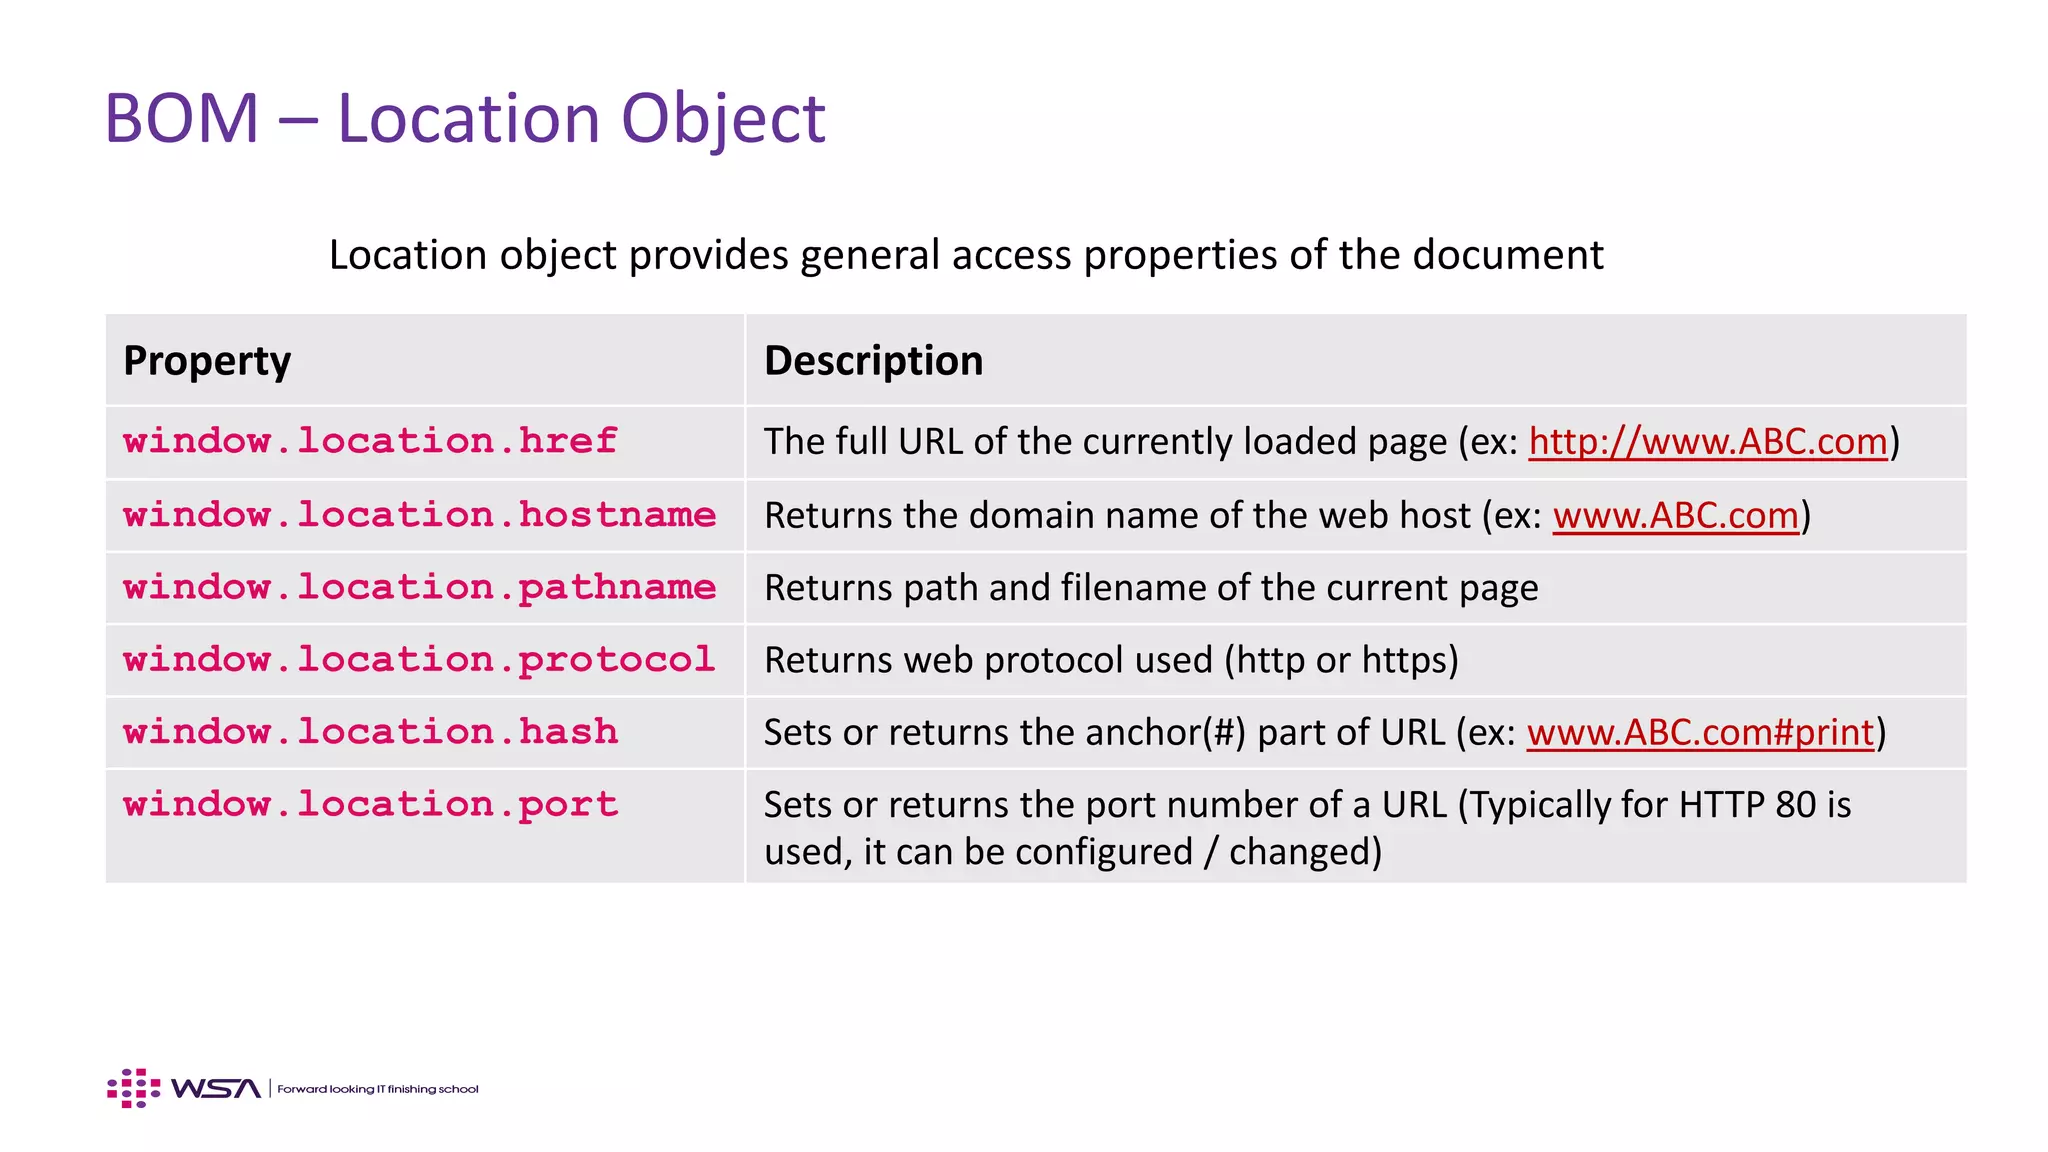 BOM – Location Object
Location object provides general access properties of the document
Property
Description
window.location.href
The full URL of the currently loaded page (ex: http://www.ABC.com)
window.location.hostname
Returns the domain name of the web host (ex: www.ABC.com)
window.location.pathname
Returns path and filename of the current page
window.location.protocol
Returns web protocol used (http or https)
window.location.hash
Sets or returns the anchor(#) part of URL (ex: www.ABC.com#print)
window.location.port
Sets or returns the port number of a URL (Typically for HTTP 80 is
used, it can be configured / changed)
WSA
Forward looking IT finishing school